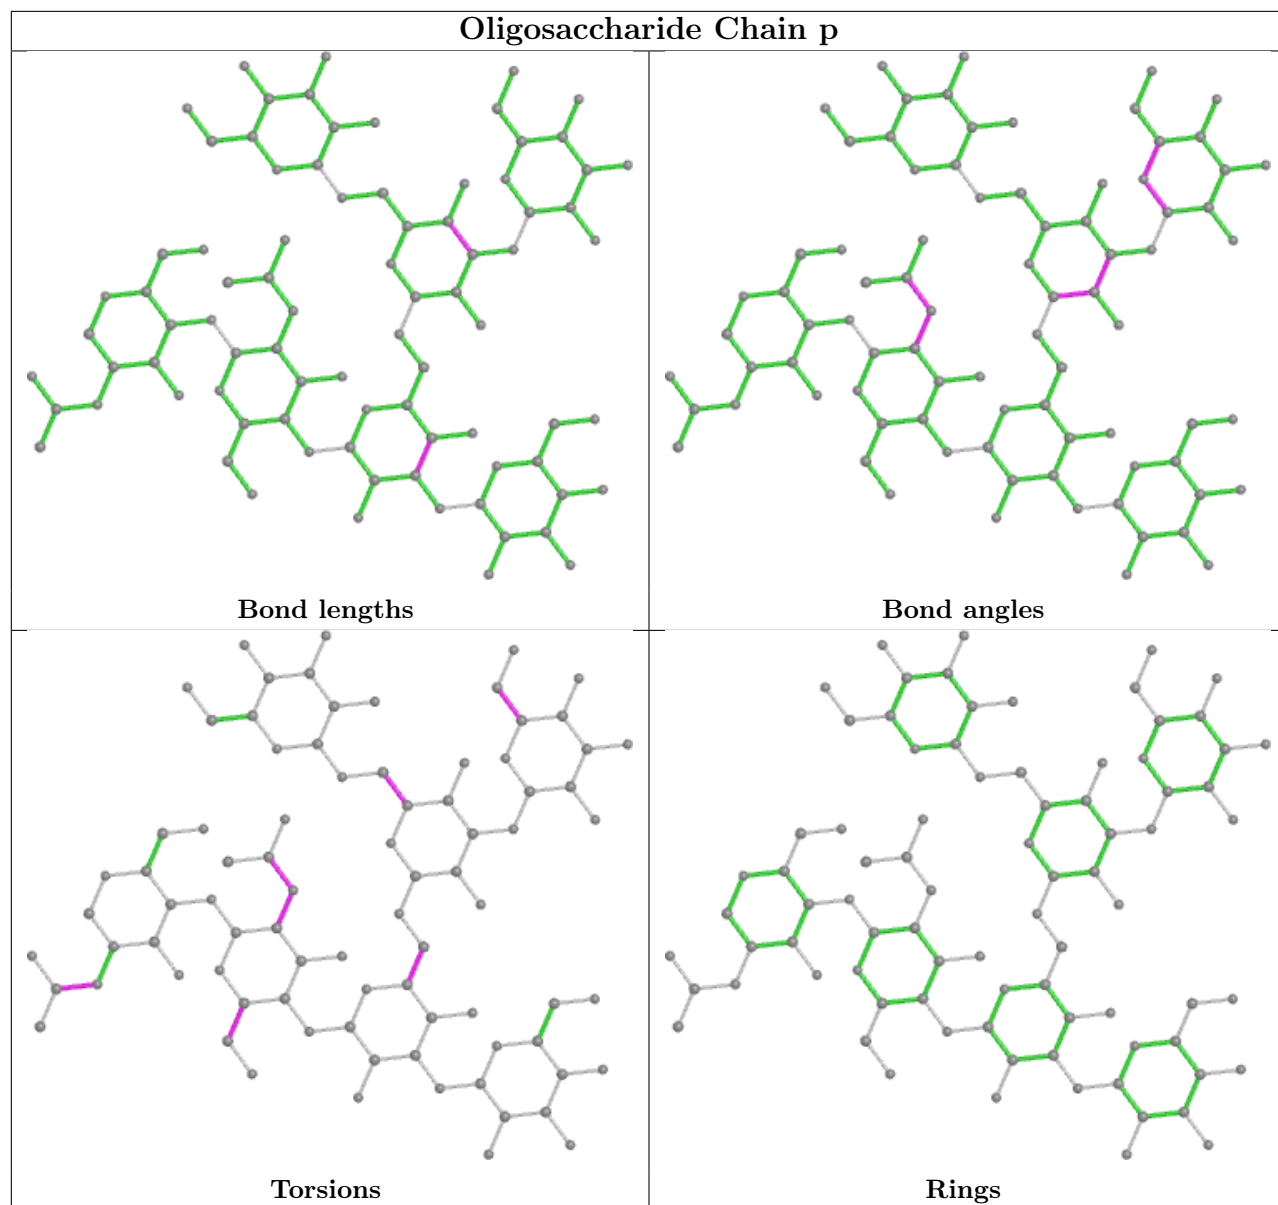 Oligosaccharide Chain p
Bond lengths
Bond angles
Torsions
Rings